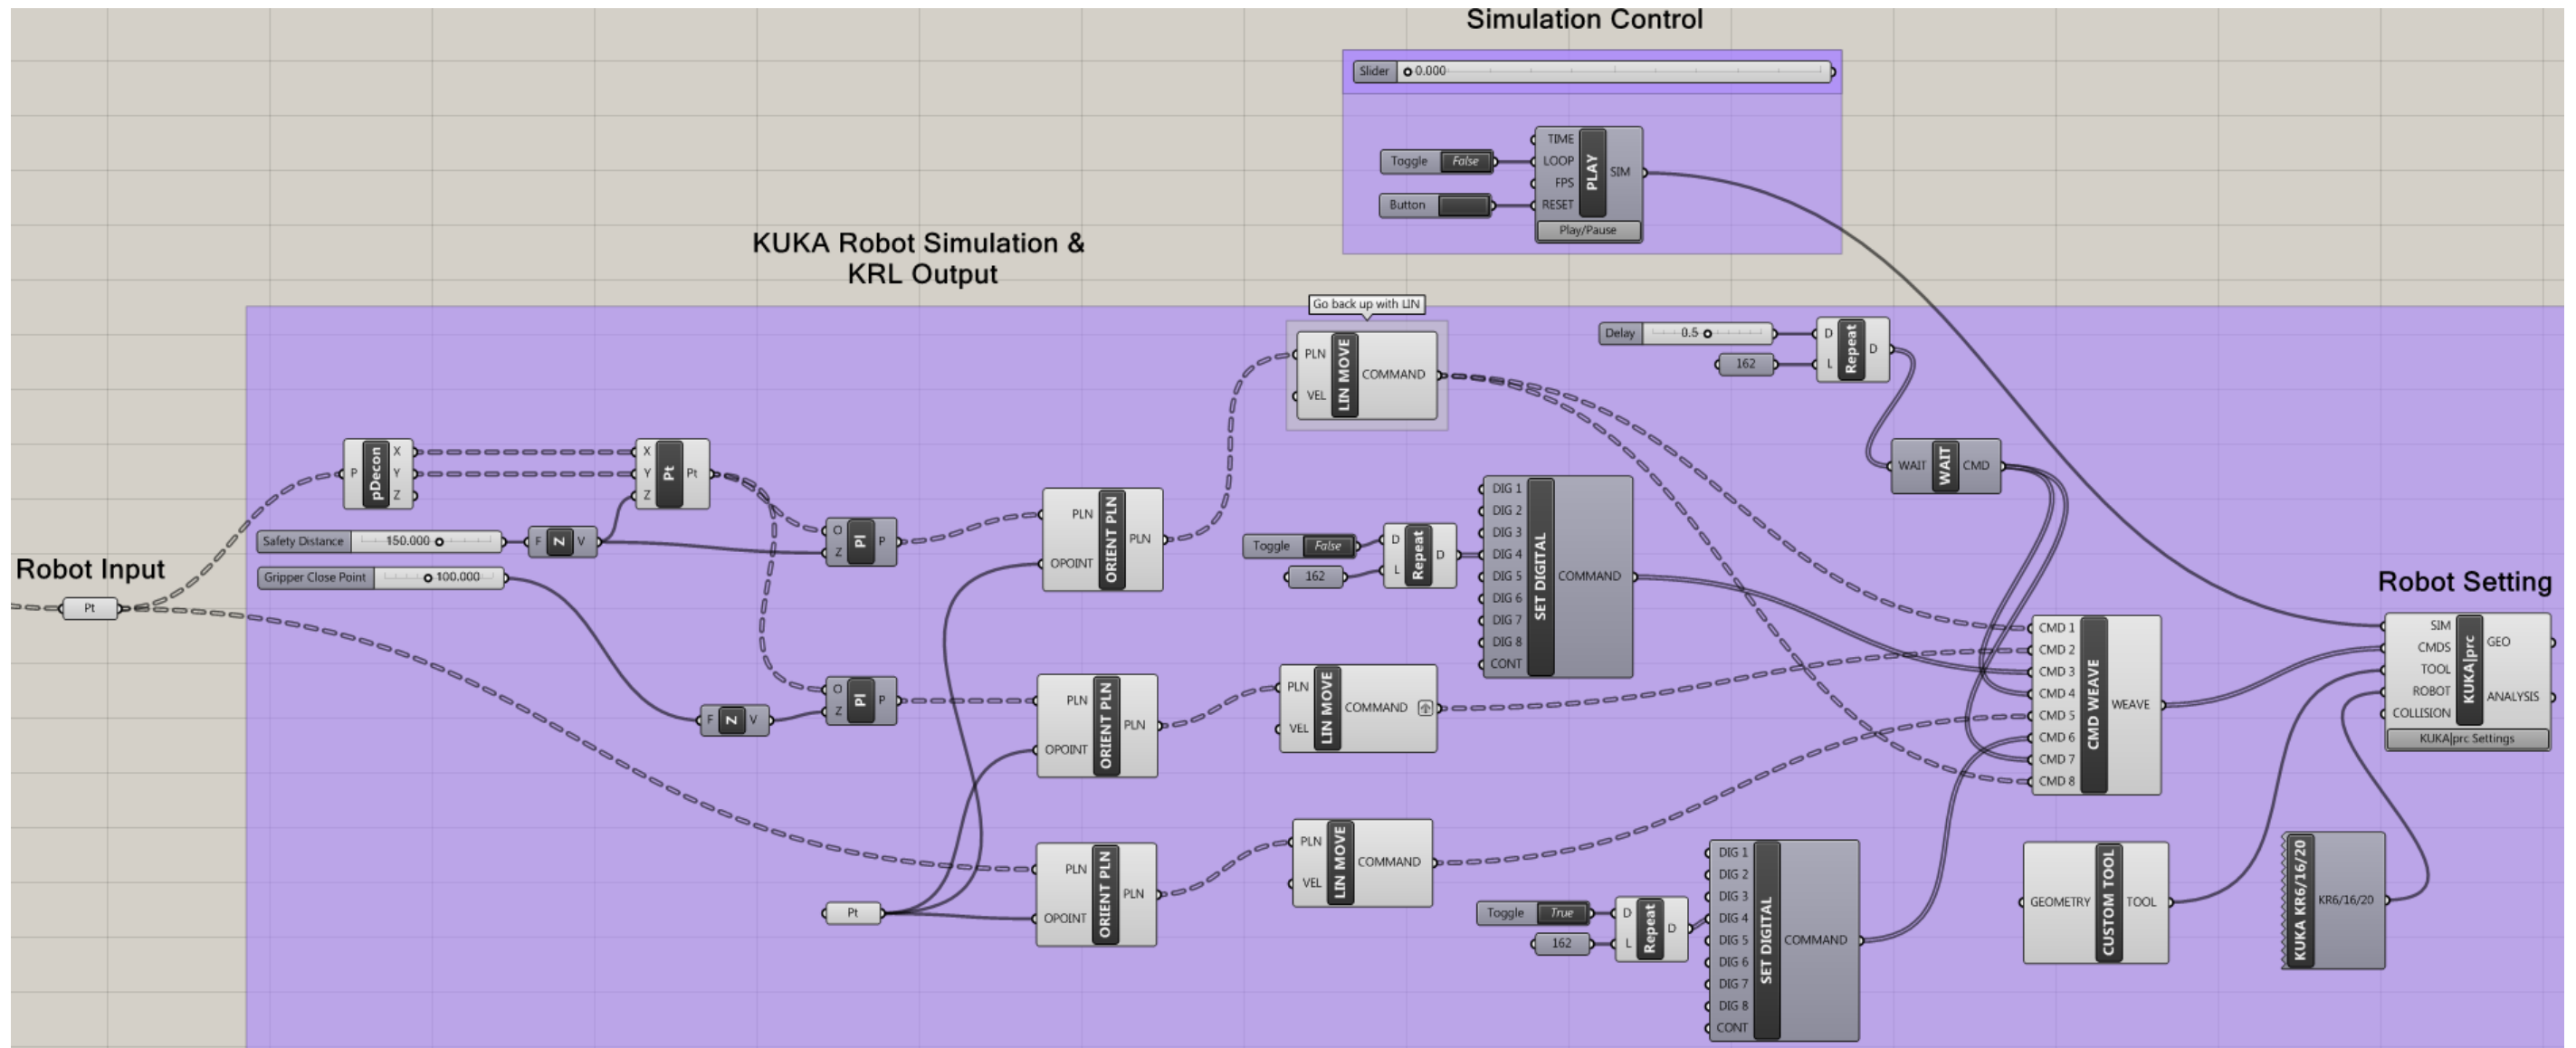 Simulation Control
Slider 0.000
Toggle False
Button
TIME
LOOP
FPS
RESET
PLAY
SIM
Play/Pause
KUKA Robot Simulation &
KRL Output
Go back up with LIN
PLN
VEL
LIN MOVE
COMMAND
Delay 0.5
162
D
L
Repeat
D
WAIT
WAIT
CMD
P
pDecon
X
Y
Z
X
Y
Z
Pt
Pt
Safety Distance 150.000
F
Z
V
Gripper Close Point 100.000
Robot Input
Pt
O
Z
Pl
P
PLN
OPOINT
ORIENT PLN
PLN
Toggle False
162
D
L
Repeat
D
DIG 1
DIG 2
DIG 3
DIG 4
DIG 5
DIG 6
DIG 7
DIG 8
CONT
SET DIGITAL
COMMAND
F
Z
V
O
Z
Pl
P
PLN
OPOINT
ORIENT PLN
PLN
PLN
VEL
LIN MOVE
COMMAND
Pt
PLN
OPOINT
ORIENT PLN
PLN
PLN
VEL
LIN MOVE
COMMAND
Toggle True
162
D
L
Repeat
D
DIG 1
DIG 2
DIG 3
DIG 4
DIG 5
DIG 6
DIG 7
DIG 8
CONT
SET DIGITAL
COMMAND
CMD 1
CMD 2
CMD 3
CMD 4
CMD 5
CMD 6
CMD 7
CMD 8
CMD WEAVE
WEAVE
Robot Setting
SIM
CMDS
TOOL
ROBOT
COLLISION
KUKA|prc
GEO
ANALYSIS
KUKA|prc Settings
GEOMETRY
CUSTOM TOOL
TOOL
KUKA KR6/16/20
KR6/16/20